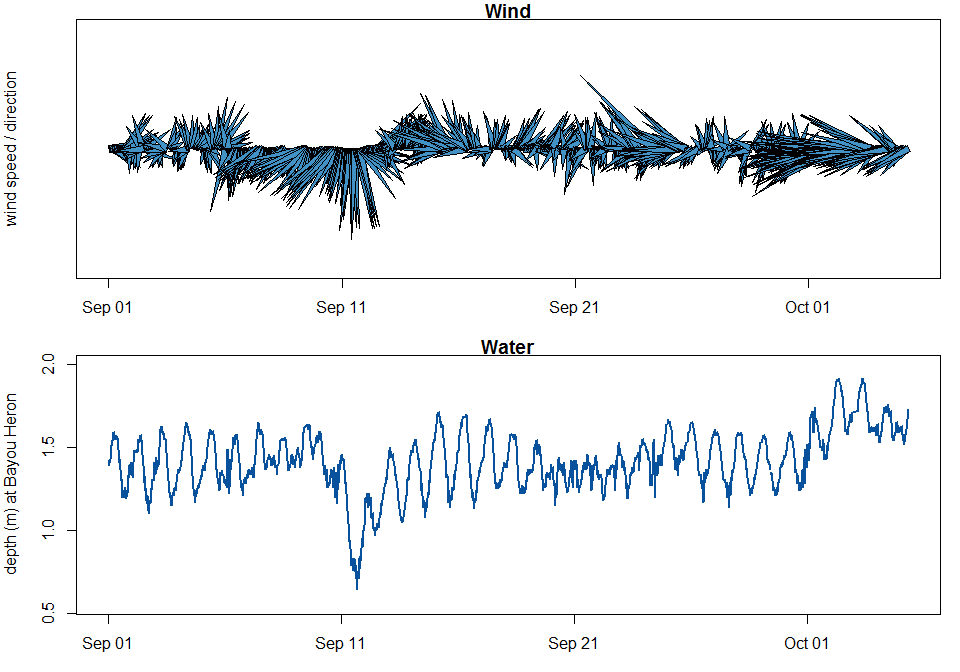 Wind
wind speed / direction
Sep 01 Sep 11 Sep 21 Oct 01
Water
depth (m) at Bayou Heron
2.0
1.5
1.0
0.5
Sep 01 Sep 11 Sep 21 Oct 01